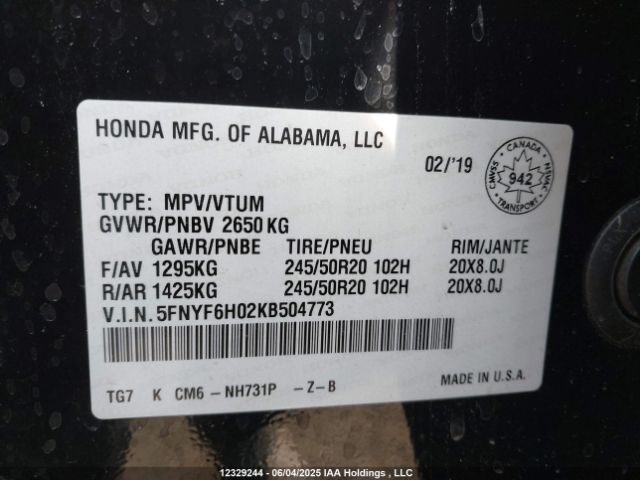 HONDA MFG. OF ALABAMA, LLC
02/'19
CANADA
CMVSS
942
NSVAC
TRANSPORT
TYPE: MPV/VTUM
GVWR/PNBV 2650 KG
GAWR/PNBE TIRE/PNEU RIM/JANTE
F/AV 1295KG 245/50R20 102H 20X8.0J
R/AR 1425KG 245/50R20 102H 20X8.0J
V.I.N. 5FNYF6H02KB504773
TG7 K CM6 - NH731P - Z - B MADE IN U.S.A.
12329244 - 06/04/2025 IAA Holdings , LLC